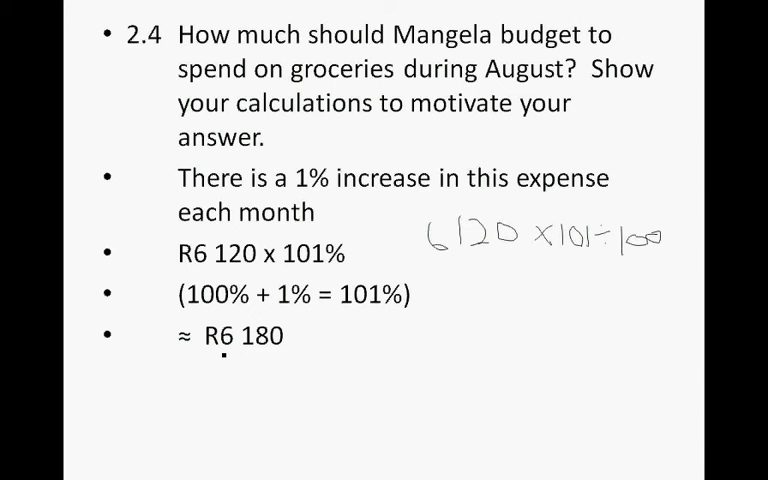 • 2.4 How much should Mangela budget to
spend on groceries during August? Show
your calculations to motivate your
answer.
• There is a 1% increase in this expense
each month
6120 x101÷100
• R6 120 x 101%
• (100% + 1% = 101%)
• ≈ R6 180